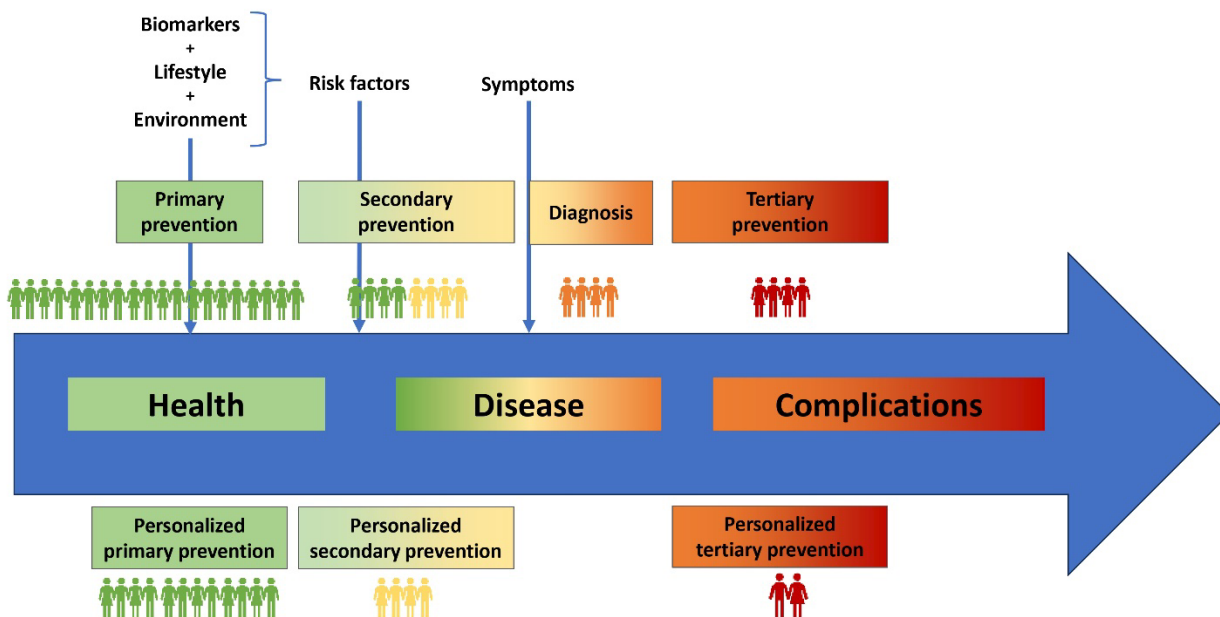 Biomarkers
+
Lifestyle
+
Environment
Risk factors
Symptoms
Primary
prevention
Secondary
prevention
Diagnosis
Tertiary
prevention
Health
Disease
Complications
Personalized
primary prevention
Personalized
secondary prevention
Personalized
tertiary prevention